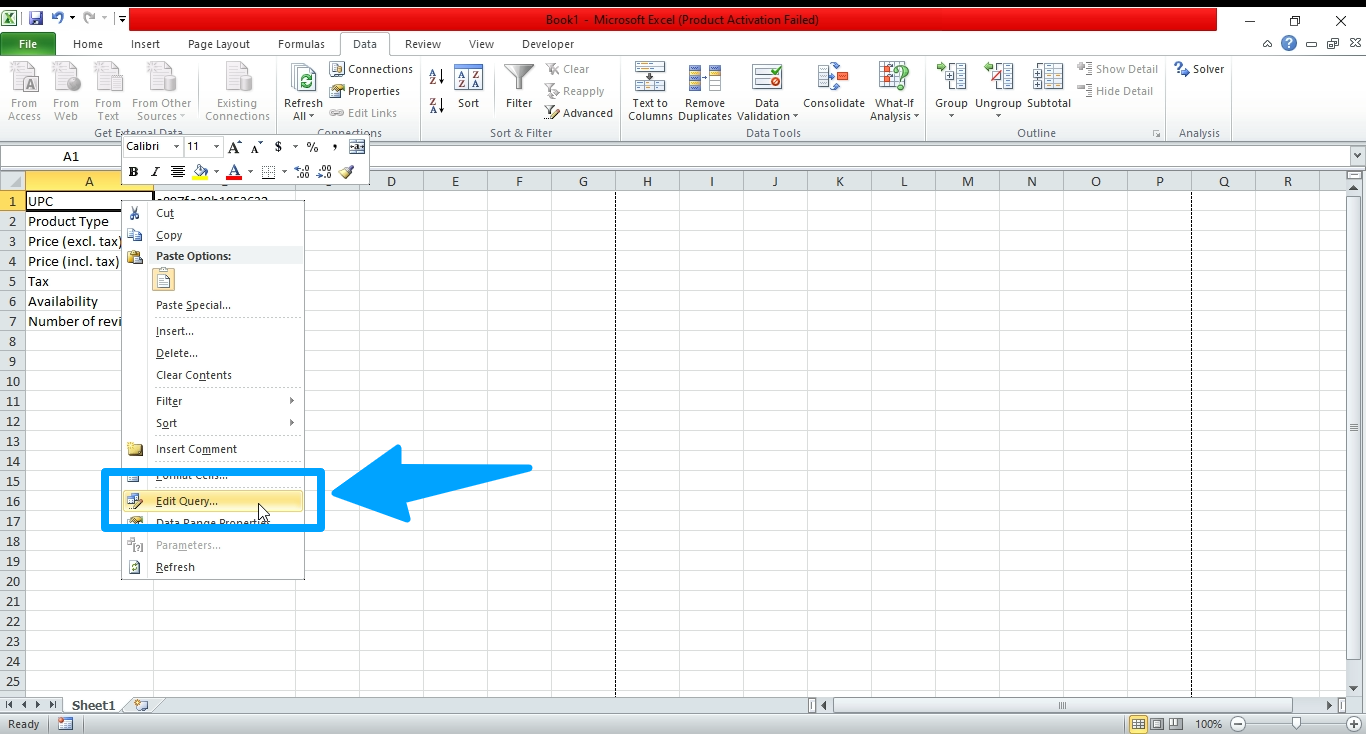 Book1 - Microsoft Excel (Product Activation Failed)
File Home Insert Page Layout Formulas Data Review View Developer
From Access
From Web
From Text
From Other Sources
Existing Connections
Get External Data
Refresh All
Connections
Properties
Edit Links
Connections
Sort
Filter
Clear
Reapply
Advanced
Sort & Filter
Text to Columns
Remove Duplicates
Data Validation
Consolidate
What-If Analysis
Data Tools
Group
Ungroup
Subtotal
Show Detail
Hide Detail
Outline
Solver
Analysis
A1
Calibri 11 A A $ % ,
B I A
A D E F G H I J K L M N O P Q R
1 UPC
2 Product Type
3 Price (excl. tax)
4 Price (incl. tax)
5 Tax
6 Availability
7 Number of revi
8
9
10
11
12
13
14
15
16
17
18
19
20
21
22
23
24
25
Cut
Copy
Paste Options:
Paste Special...
Insert...
Delete...
Clear Contents
Filter
Sort
Insert Comment
Format Cells...
Edit Query...
Data Range Properties
Parameters...
Refresh
Sheet1
Ready
100%